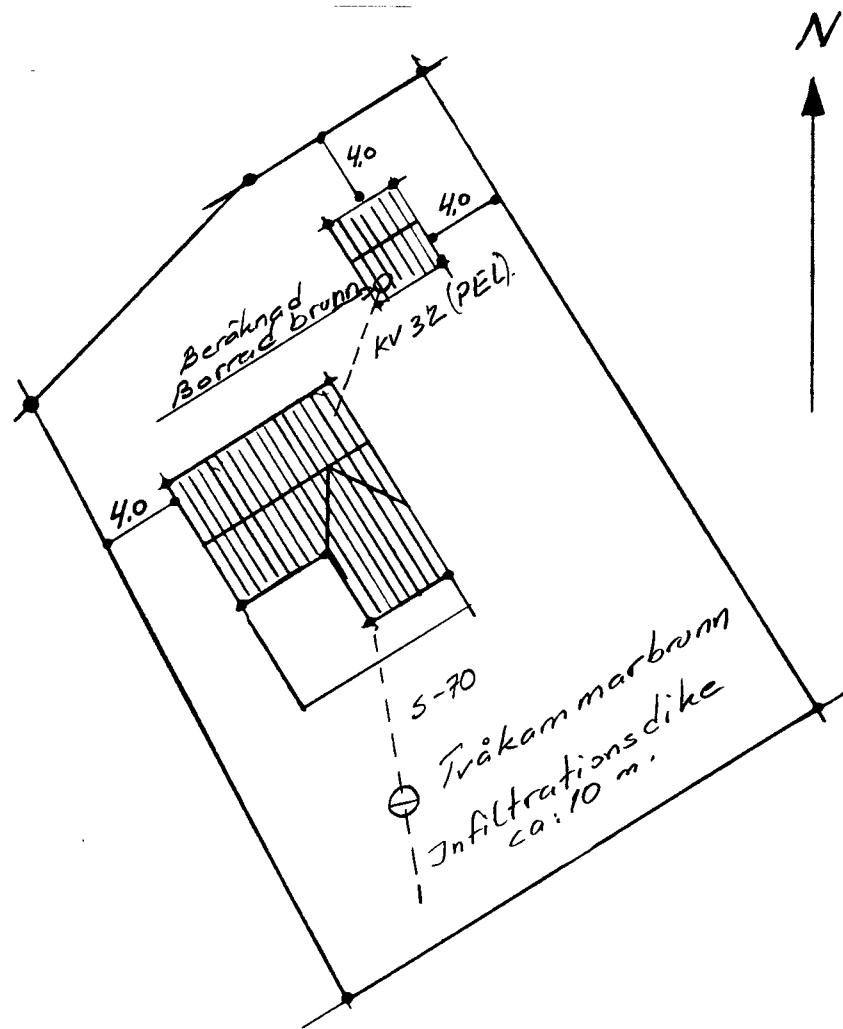 N
4,0
4,0
Beräknad
Borrad brunn
KV 32 (PEL).
4,0
S-70
Tvåkammarbrunn
Infiltrationsdike
ca: 10 m.